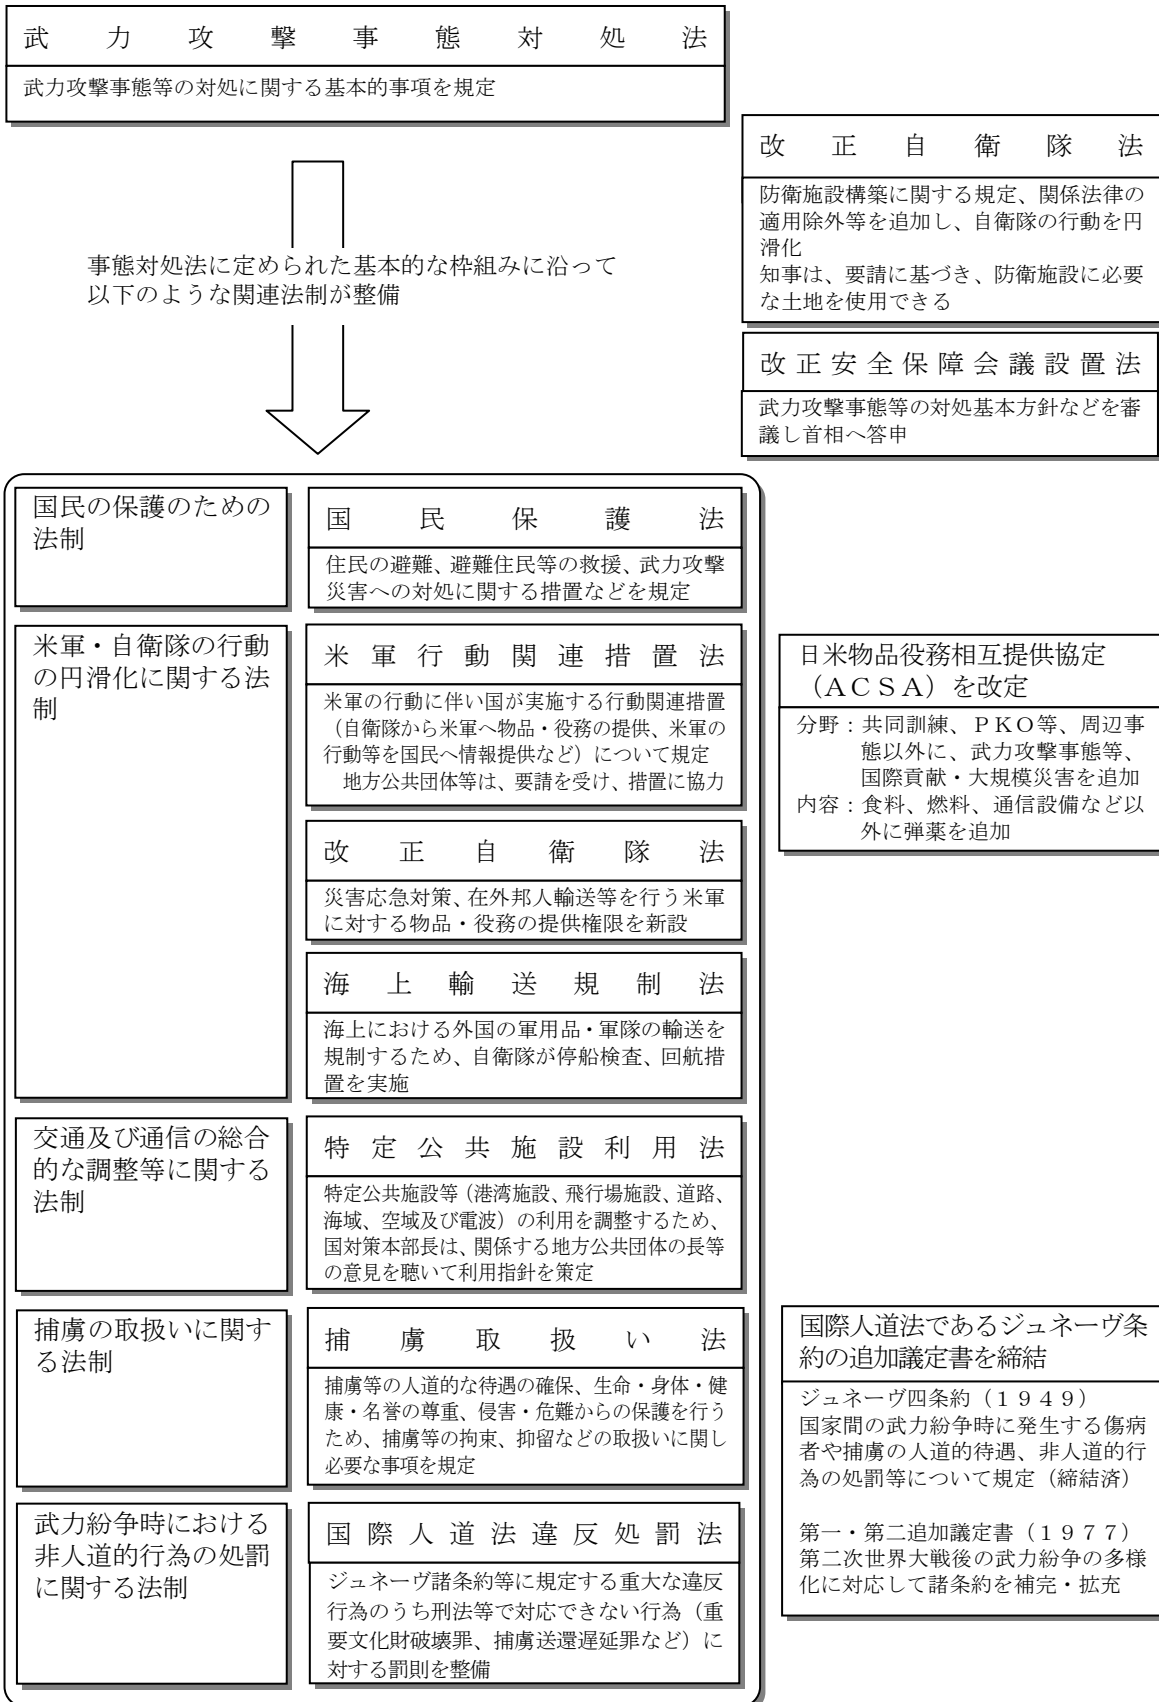 武力攻撃事態対処法
武力攻撃事態等の対処に関する基本的事項を規定
改正自衛隊法
防衛施設構築に関する規定、関係法律の
適用除外等を追加し、自衛隊の行動を円
滑化
知事は、要請に基づき、防衛施設に必要
な土地を使用できる
事態対処法に定められた基本的な枠組みに沿って
以下のような関連法制が整備
改正安全保障会議設置法
武力攻撃事態等の対処基本方針などを審
議し首相へ答申
国民の保護のための
法制
国民保護法
住民の避難、避難住民等の救援、武力攻撃
災害への対処に関する措置などを規定
米軍・自衛隊の行動
の円滑化に関する法
制
米軍行動関連措置法
米軍の行動に伴い国が実施する行動関連措置
（自衛隊から米軍へ物品・役務の提供、米軍の
行動等を国民へ情報提供など）について規定
地方公共団体等は、要請を受け、措置に協力
日米物品役務相互提供協定
（ＡＣＳＡ）を改定
分野：共同訓練、ＰＫＯ等、周辺事
態以外に、武力攻撃事態等、
国際貢献・大規模災害を追加
内容：食料、燃料、通信設備など以
外に弾薬を追加
改正自衛隊法
災害応急対策、在外邦人輸送等を行う米軍
に対する物品・役務の提供権限を新設
海上輸送規制法
海上における外国の軍用品・軍隊の輸送を
規制するため、自衛隊が停船検査、回航措
置を実施
交通及び通信の総合
的な調整等に関する
法制
特定公共施設利用法
特定公共施設等（港湾施設、飛行場施設、道路、
海域、空域及び電波）の利用を調整するため、
国対策本部長は、関係する地方公共団体の長等
の意見を聴いて利用指針を策定
捕虜の取扱いに関す
る法制
捕虜取扱い法
捕虜等の人道的な待遇の確保、生命・身体・健
康・名誉の尊重、侵害・危難からの保護を行う
ため、捕虜等の拘束、抑留などの取扱いに関し
必要な事項を規定
国際人道法であるジュネーヴ条
約の追加議定書を締結
ジュネーヴ四条約（１９４９）
国家間の武力紛争時に発生する傷病
者や捕虜の人道的待遇、非人道的行
為の処罰等について規定（締結済）
第一・第二追加議定書（１９７７）
第二次世界大戦後の武力紛争の多様
化に対応して諸条約を補完・拡充
武力紛争時における
非人道的行為の処罰
に関する法制
国際人道法違反処罰法
ジュネーヴ諸条約等に規定する重大な違反
行為のうち刑法等で対応できない行為（重
要文化財破壊罪、捕虜送還遅延罪など）に
対する罰則を整備